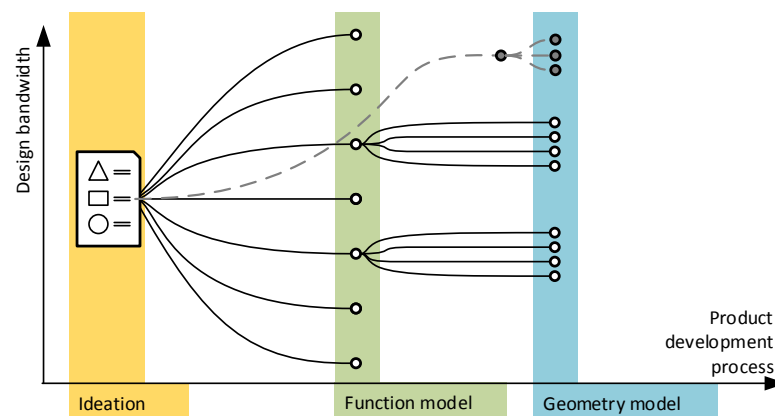 Design bandwidth
Product
development
process
Ideation
Function model
Geometry model